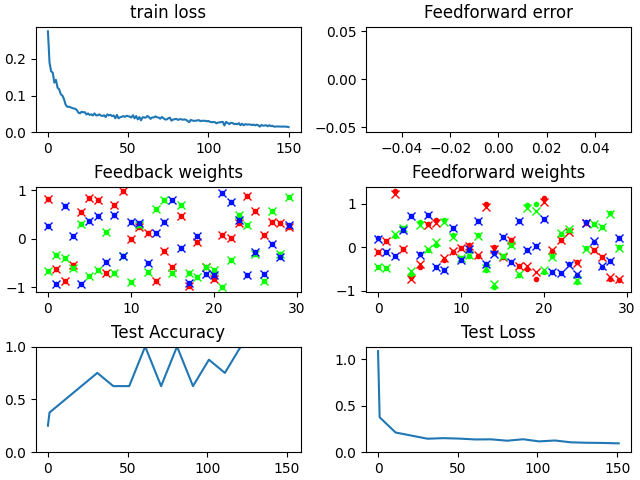 train loss
0.2
0.1
0.0
0 50 100 150
Feedforward error
0.05
0.00
−0.05
−0.04 −0.02 0.00 0.02 0.04
Feedback weights
1
0
−1
0 10 20 30
Feedforward weights
1
0
−1
0 10 20 30
Test Accuracy
1.0
0.5
0.0
0 50 100 150
Test Loss
1.0
0.5
0.0
0 50 100 150